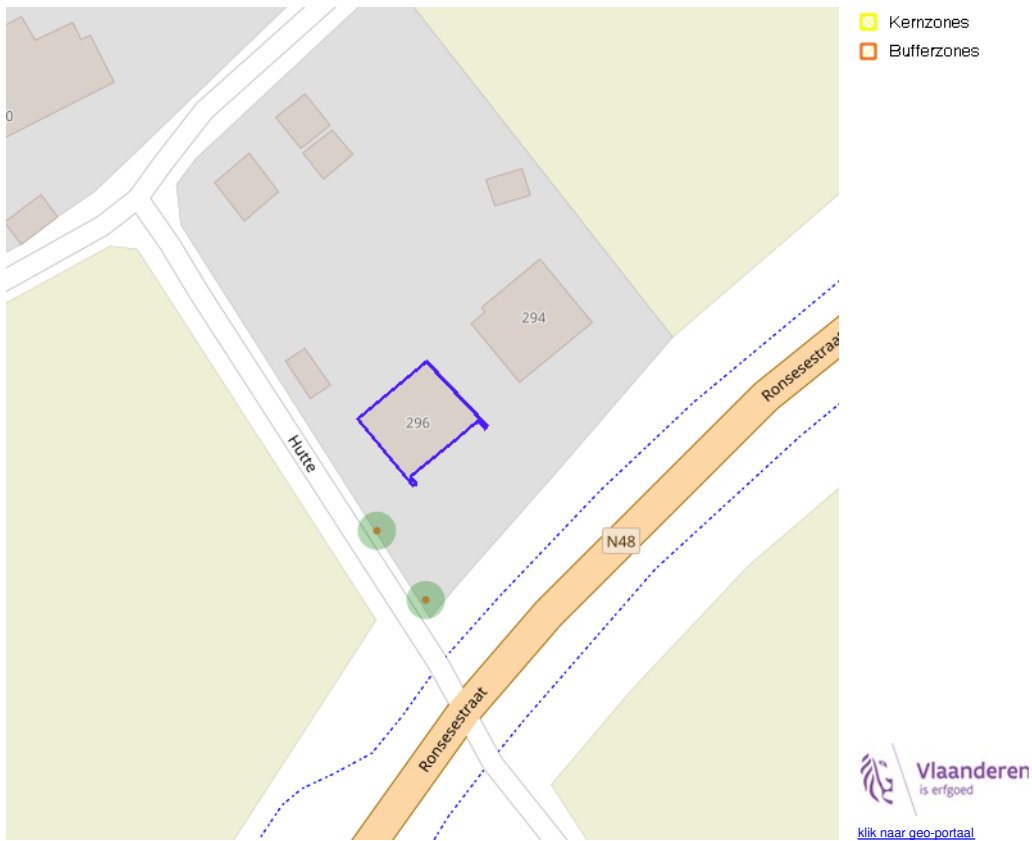 Kernzones
Bufferzones
0
294
Ronsesestraat
296
Hutte
N48
Ronsesestraat
Vlaanderen
is erfgoed
klik naar geo-portaal